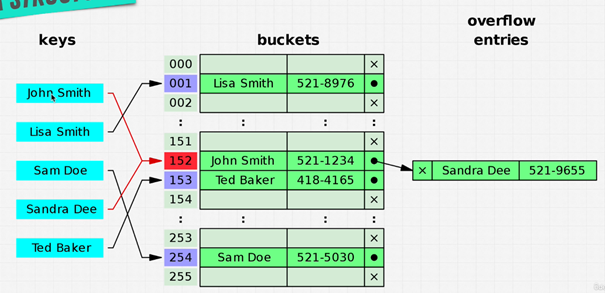 overflow
keys buckets entries
000 ×
John Smith 001 Lisa Smith 521-8976
002 ×
Lisa Smith : : : :
151 ×
Sam Doe 152 John Smith 521-1234 × Sandra Dee 521-9655
153 Ted Baker 418-4165
Sandra Dee 154 ×
: : : :
Ted Baker 253 ×
254 Sam Doe 521-5030
255 ×